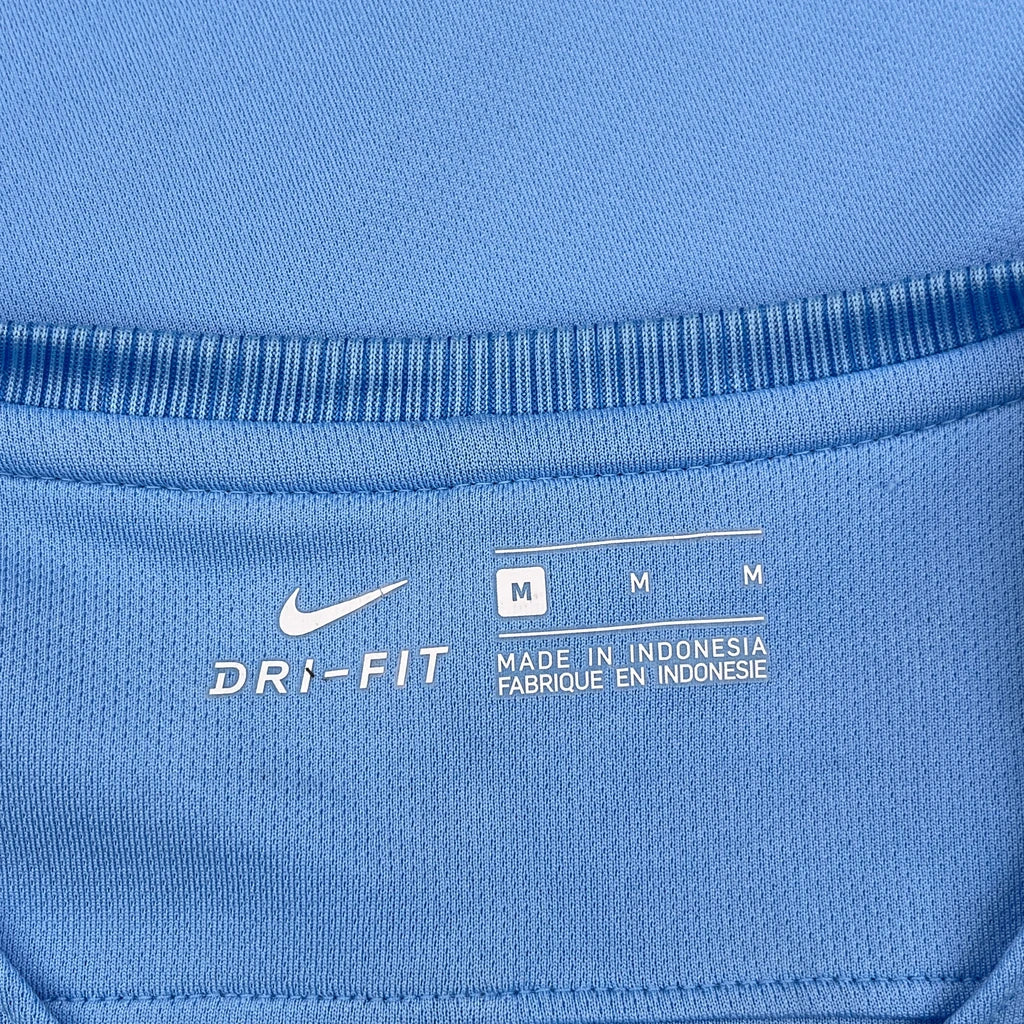 DRI-FIT
M M M
MADE IN INDONESIA
FABRIQUE EN INDONESIE